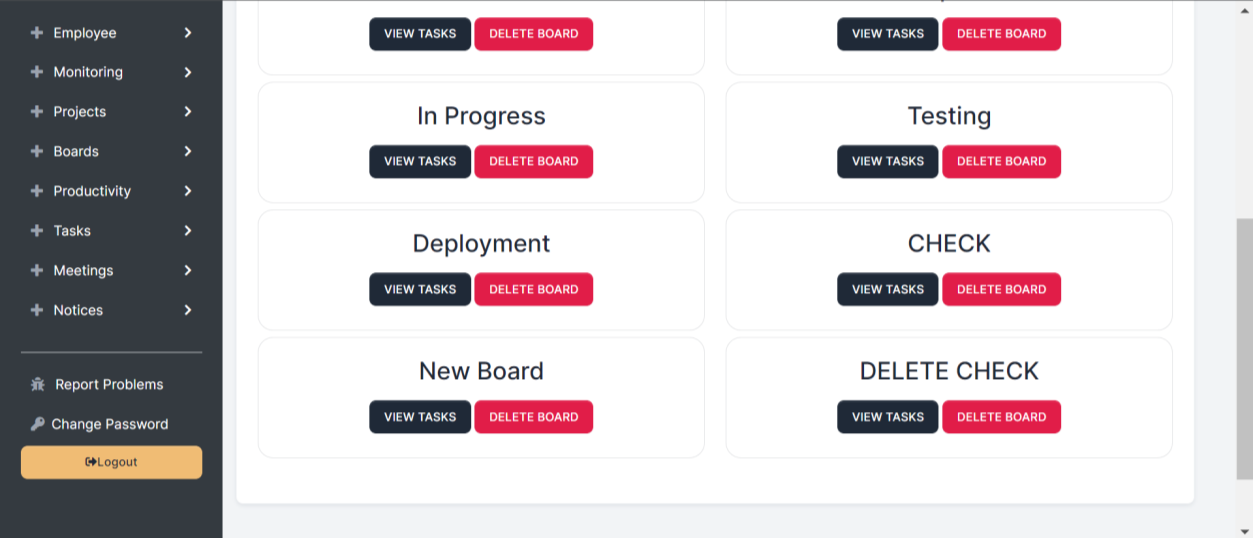 Employee
Monitoring
Projects
Boards
Productivity
Tasks
Meetings
Notices
Report Problems
Change Password
Logout
VIEW TASKS DELETE BOARD
VIEW TASKS DELETE BOARD
In Progress
VIEW TASKS DELETE BOARD
Testing
VIEW TASKS DELETE BOARD
Deployment
VIEW TASKS DELETE BOARD
CHECK
VIEW TASKS DELETE BOARD
New Board
VIEW TASKS DELETE BOARD
DELETE CHECK
VIEW TASKS DELETE BOARD